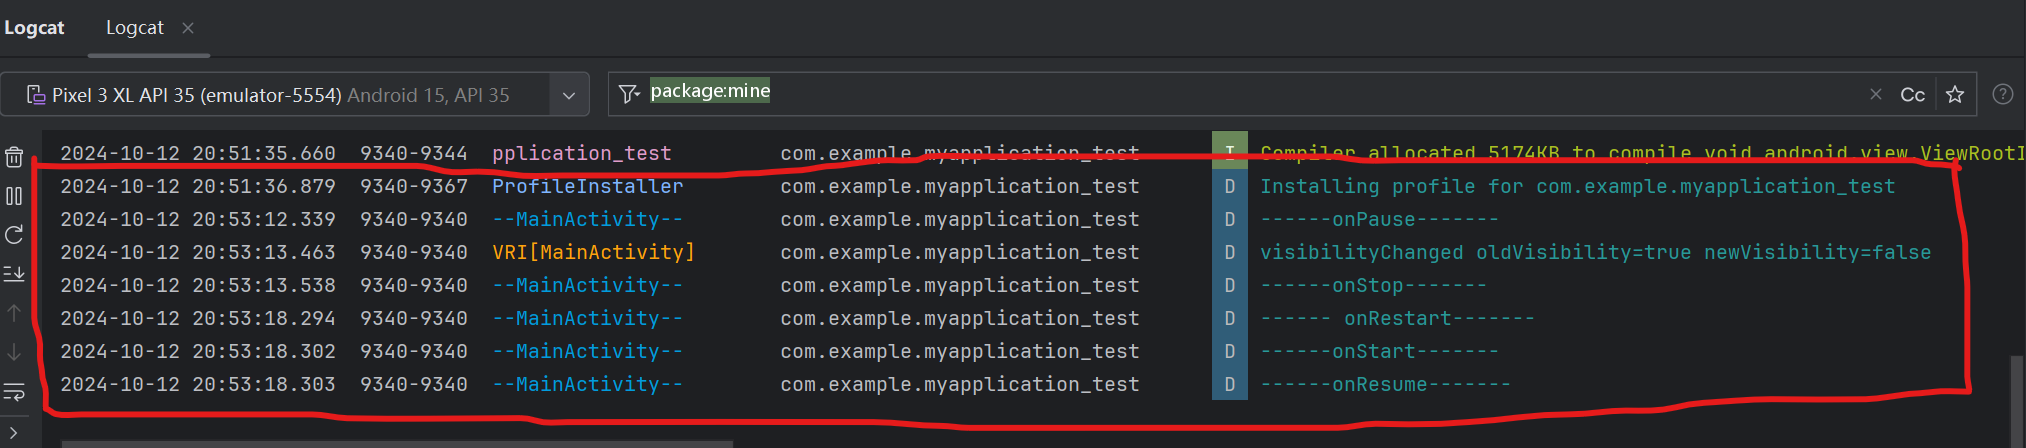 Logcat Logcat
Pixel 3 XL API 35 (emulator-5554) Android 15, API 35 package:mine Cc
2024-10-12 20:51:35.660 9340-9344 pplication_test com.example.myapplication_test I Compiler allocated 5174KB to compile void android.view.ViewRootI
2024-10-12 20:51:36.879 9340-9367 ProfileInstaller com.example.myapplication_test D Installing profile for com.example.myapplication_test
2024-10-12 20:53:12.339 9340-9340 --MainActivity-- com.example.myapplication_test D ------onPause-------
2024-10-12 20:53:13.463 9340-9340 VRI[MainActivity] com.example.myapplication_test D visibilityChanged oldVisibility=true newVisibility=false
2024-10-12 20:53:13.538 9340-9340 --MainActivity-- com.example.myapplication_test D ------onStop-------
2024-10-12 20:53:18.294 9340-9340 --MainActivity-- com.example.myapplication_test D ------ onRestart-------
2024-10-12 20:53:18.302 9340-9340 --MainActivity-- com.example.myapplication_test D ------onStart-------
2024-10-12 20:53:18.303 9340-9340 --MainActivity-- com.example.myapplication_test D ------onResume-------